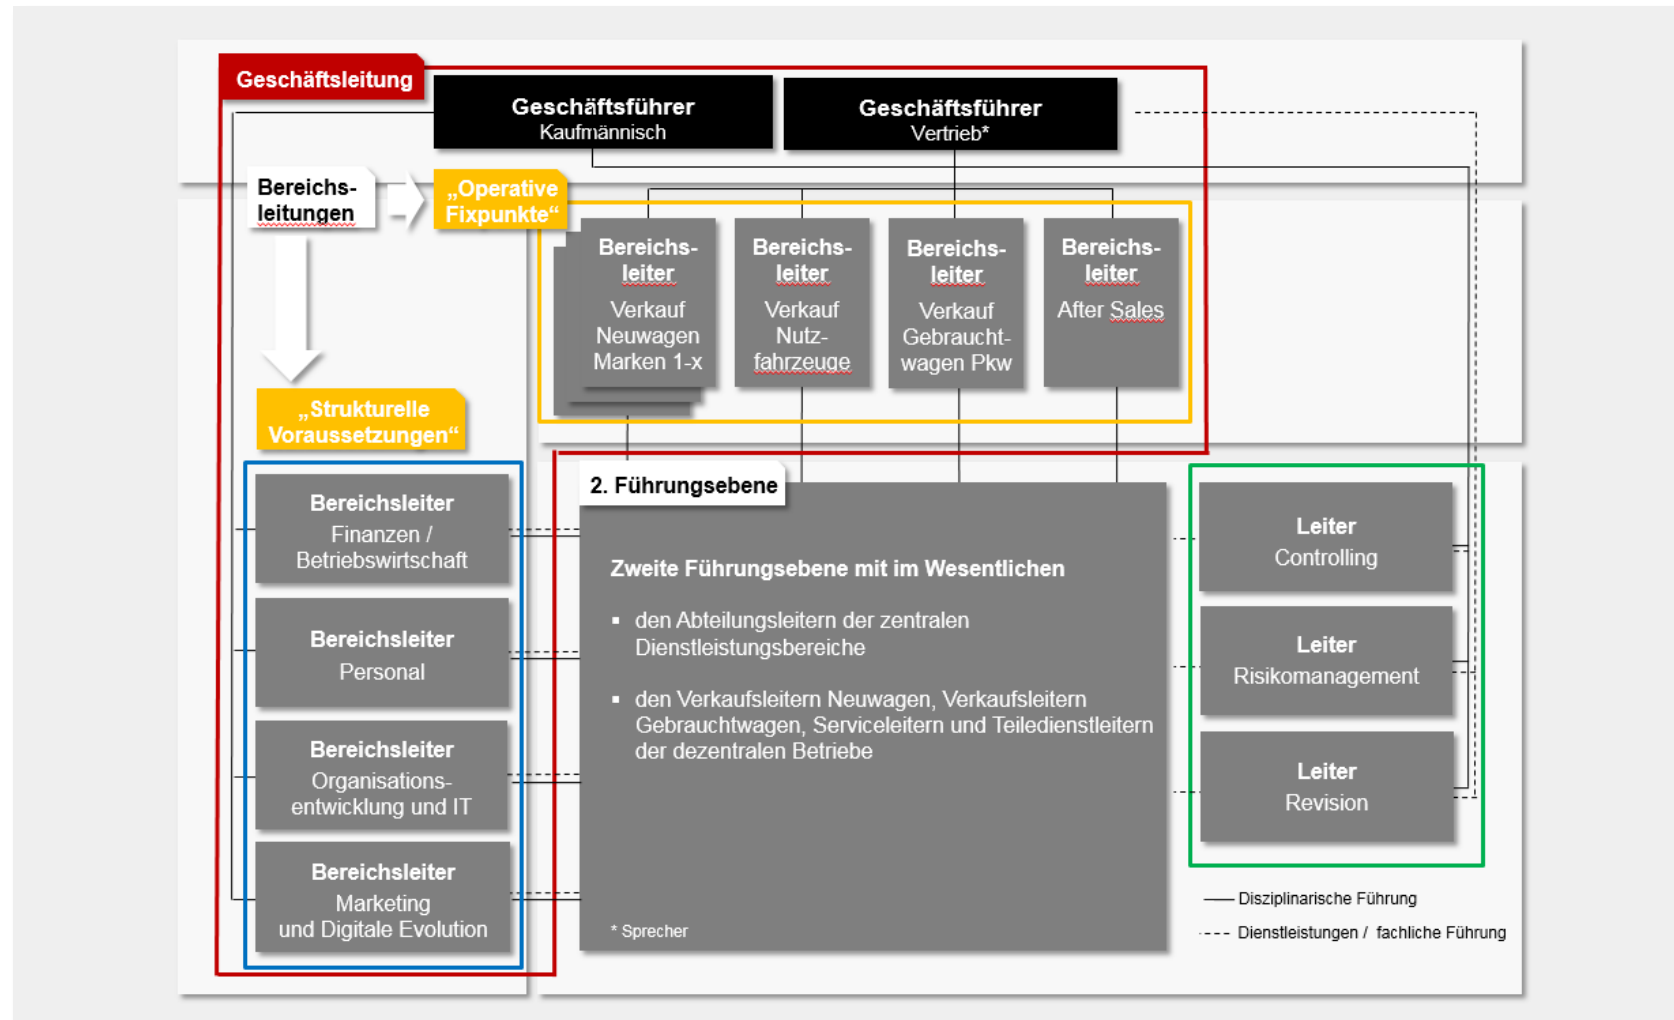 Geschäftsleitung
Geschäftsführer
Kaufmännisch
Geschäftsführer
Vertrieb*
Bereichs-
leitungen
„Operative
Fixpunkte“
Bereichs-
leiter
Verkauf
Neuwagen
Marken 1-x
Bereichs-
leiter
Verkauf
Nutz-
fahrzeuge
Bereichs-
leiter
Verkauf
Gebraucht-
wagen Pkw
Bereichs-
leiter
After Sales
„Strukturelle
Voraussetzungen“
Bereichsleiter
Finanzen /
Betriebswirtschaft
Bereichsleiter
Personal
Bereichsleiter
Organisations-
entwicklung und IT
Bereichsleiter
Marketing
und Digitale Evolution
2. Führungsebene
Zweite Führungsebene mit im Wesentlichen
▪ den Abteilungsleitern der zentralen
Dienstleistungsbereiche
▪ den Verkaufsleitern Neuwagen, Verkaufsleitern
Gebrauchtwagen, Serviceleitern und Teiledienstleitern
der dezentralen Betriebe
* Sprecher
Leiter
Controlling
Leiter
Risikomanagement
Leiter
Revision
Disziplinarische Führung
Dienstleistungen / fachliche Führung